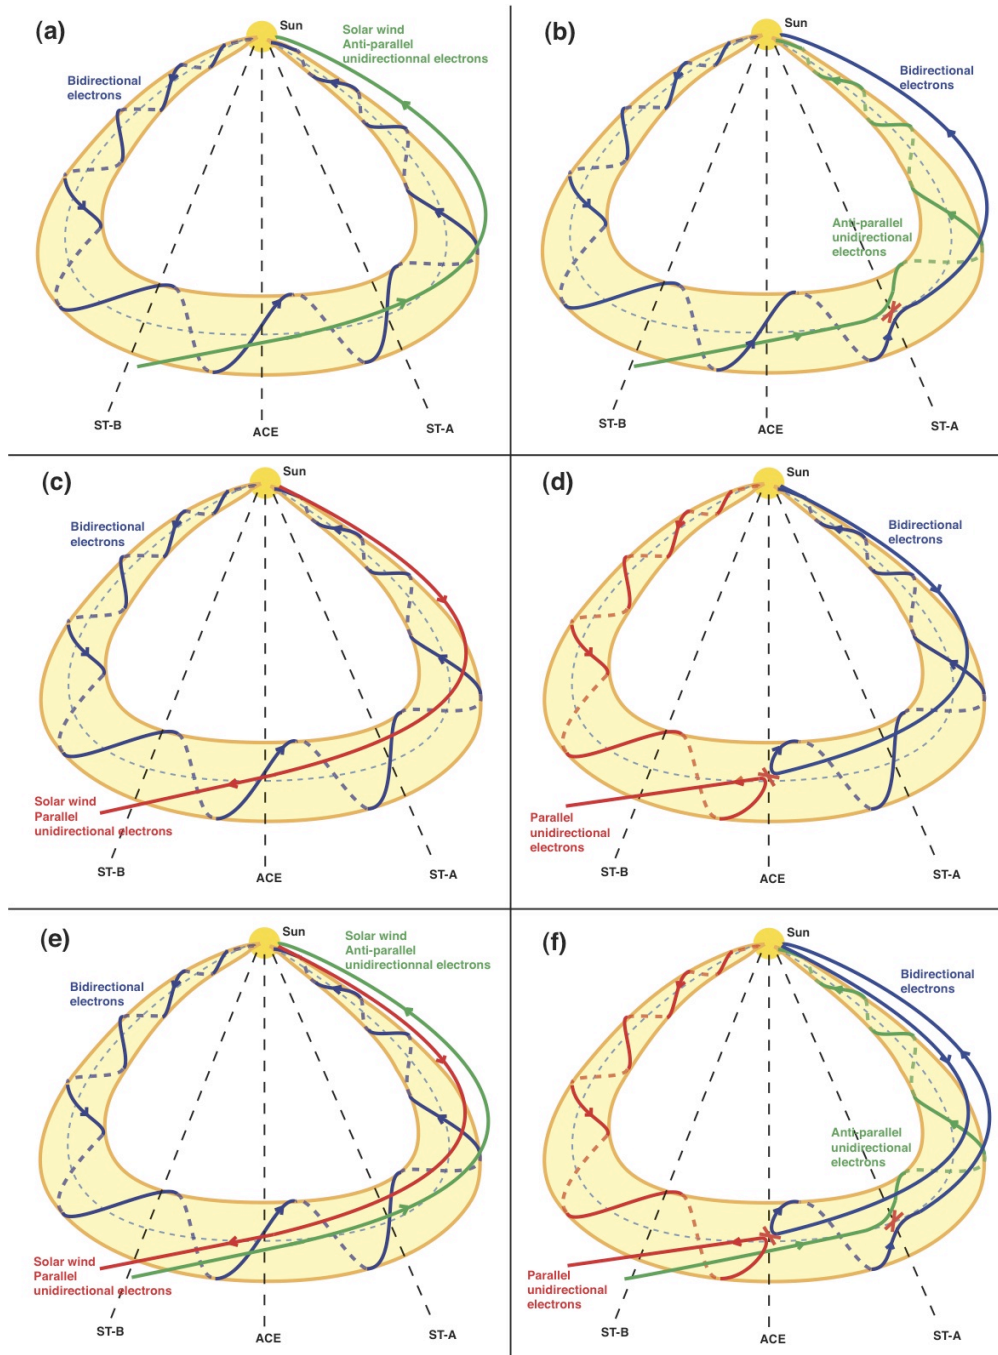 (a)
Sun
Solar wind
Anti-parallel
unidirectionnal electrons
Bidirectional
electrons
ST-B
ACE
ST-A
(b)
Sun
Bidirectional
electrons
Anti-parallel
unidirectional
electrons
ST-B
ACE
ST-A
(c)
Sun
Bidirectional
electrons
Solar wind
Parallel
unidirectional electrons
ST-B
ACE
ST-A
(d)
Sun
Bidirectional
electrons
Parallel
unidirectional
electrons
ST-B
ACE
ST-A
(e)
Sun
Solar wind
Anti-parallel
unidirectionnal electrons
Bidirectional
electrons
Solar wind
Parallel
unidirectional electrons
ST-B
ACE
ST-A
(f)
Sun
Bidirectional
electrons
Anti-parallel
unidirectional
electrons
Parallel
unidirectional
electrons
ST-B
ACE
ST-A